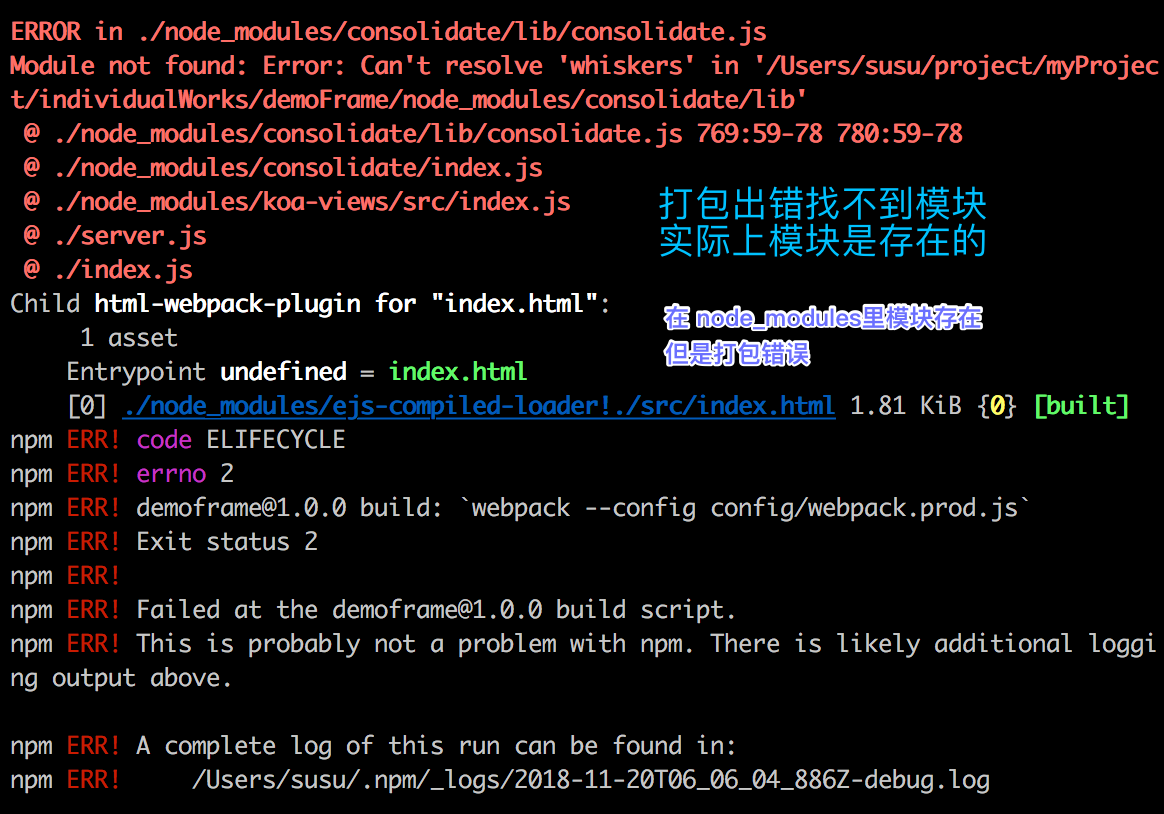 ERROR in ./node_modules/consolidate/lib/consolidate.js
Module not found: Error: Can't resolve 'whiskers' in '/Users/susu/project/myProjec
t/individualWorks/demoFrame/node_modules/consolidate/lib'
@ ./node_modules/consolidate/lib/consolidate.js 769:59-78 780:59-78
@ ./node_modules/consolidate/index.js
@ ./node_modules/koa-views/src/index.js
@ ./server.js
@ ./index.js
打包出错找不到模块
实际上模块是存在的
Child html-webpack-plugin for "index.html":
1 asset
在 node_modules里模块存在
但是打包错误
Entrypoint undefined = index.html
[0] ./node_modules/ejs-compiled-loader!./src/index.html 1.81 KiB {0} [built]
npm ERR! code ELIFECYCLE
npm ERR! errno 2
npm ERR! demoframe@1.0.0 build: `webpack --config config/webpack.prod.js`
npm ERR! Exit status 2
npm ERR!
npm ERR! Failed at the demoframe@1.0.0 build script.
npm ERR! This is probably not a problem with npm. There is likely additional loggi
ng output above.
npm ERR! A complete log of this run can be found in:
npm ERR! /Users/susu/.npm/_logs/2018-11-20T06_06_04_886Z-debug.log